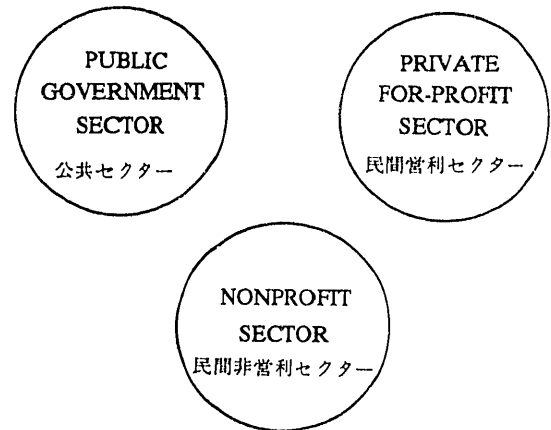 PUBLIC
GOVERNMENT
SECTOR
公共セクター
PRIVATE
FOR-PROFIT
SECTOR
民間営利セクター
NONPROFIT
SECTOR
民間非営利セクター